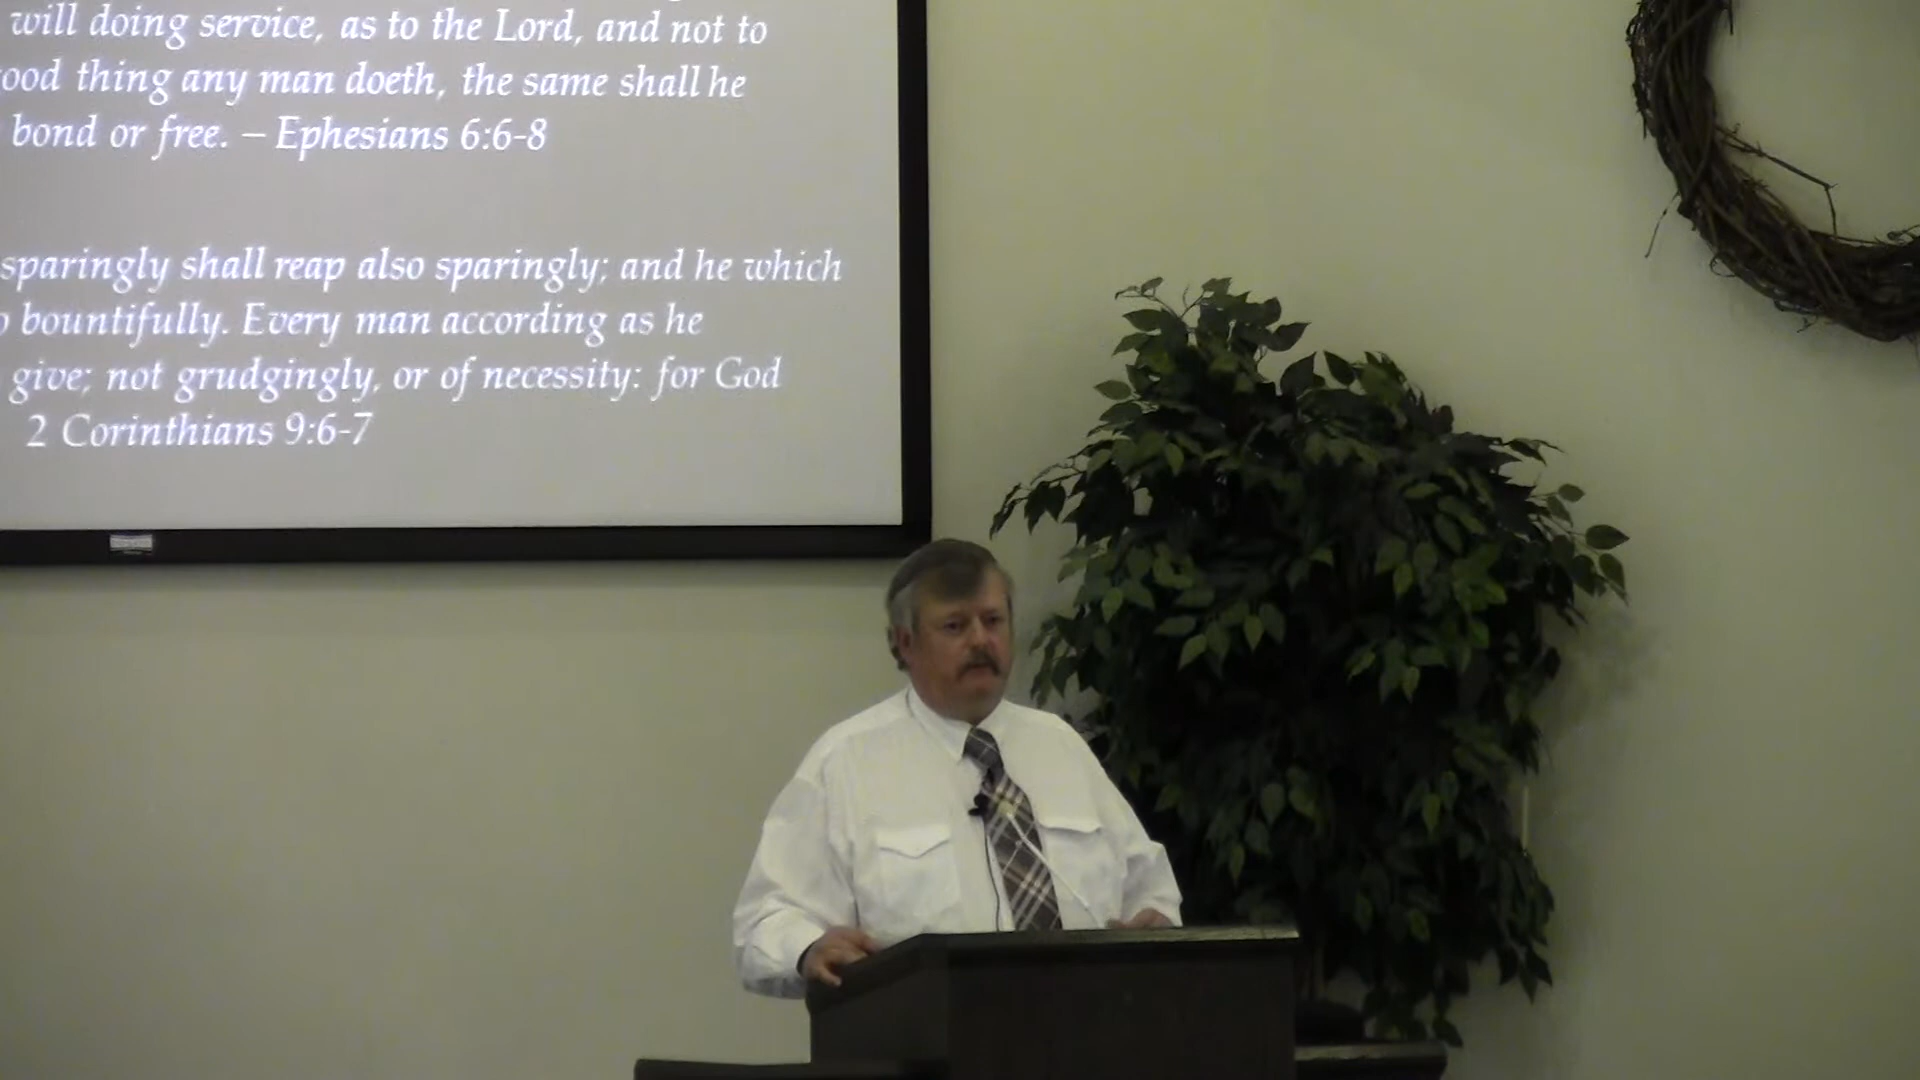 will doing service, as to the Lord, and not to
ood thing any man doeth, the same shall he
bond or free. – Ephesians 6:6-8
sparingly shall reap also sparingly; and he which
bountifully. Every man according as he
give; not grudgingly, or of necessity: for God
2 Corinthians 9:6-7